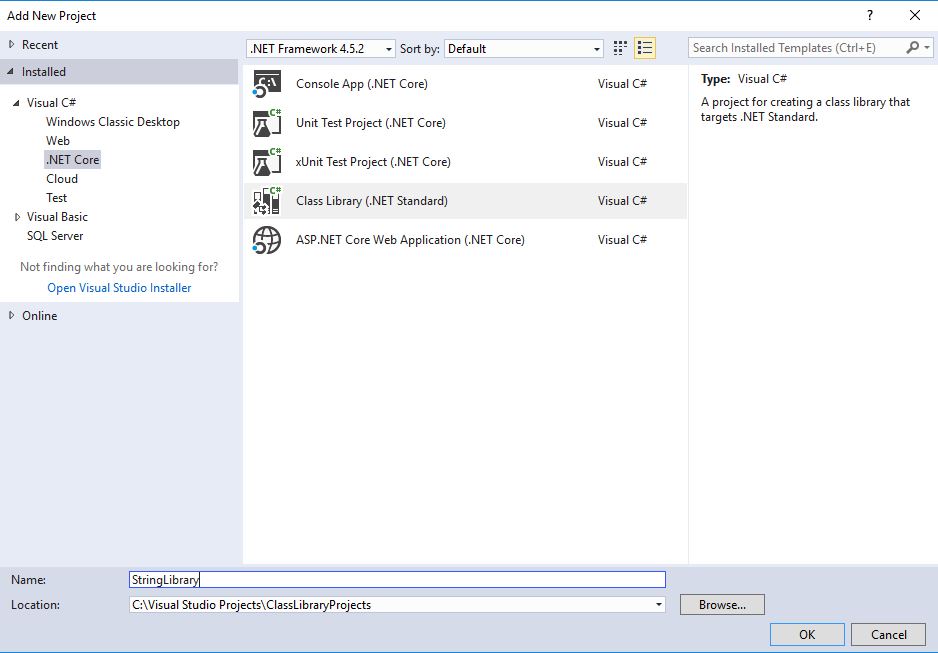 Add New Project
?
Recent
Installed
Visual C#
Windows Classic Desktop
Web
.NET Core
Cloud
Test
Visual Basic
SQL Server
Not finding what you are looking for?
Open Visual Studio Installer
Online
.NET Framework 4.5.2 Sort by: Default
Search Installed Templates (Ctrl+E)
Console App (.NET Core) Visual C#
Unit Test Project (.NET Core) Visual C#
xUnit Test Project (.NET Core) Visual C#
Class Library (.NET Standard) Visual C#
ASP.NET Core Web Application (.NET Core) Visual C#
Type: Visual C#
A project for creating a class library that
targets .NET Standard.
Name: StringLibrary
Location: C:\Visual Studio Projects\ClassLibraryProjects
Browse...
OK Cancel